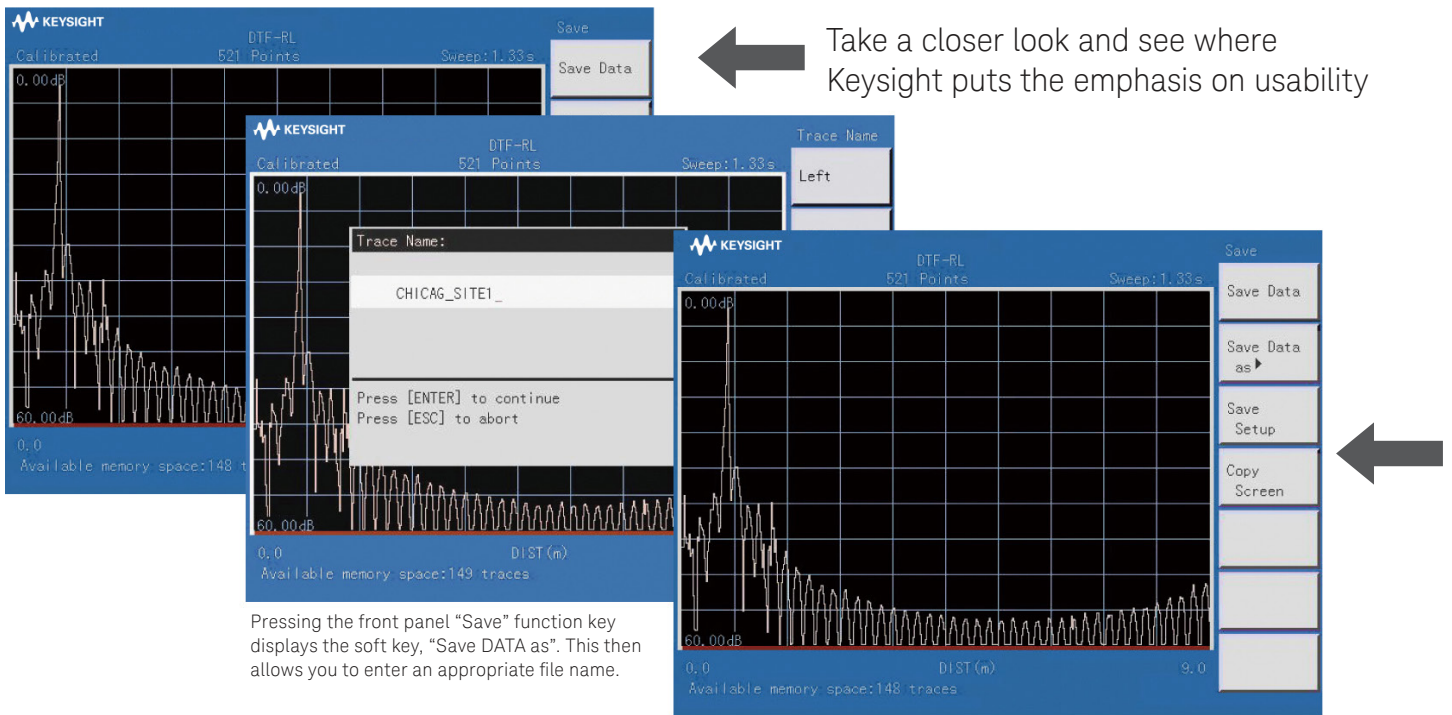 KEYSIGHT
DTF-RL
Calibrated 521 Points Sweep:1.33s
0.00dB
60.00dB
0.0
Available memory space:148 t
Save
Save Data
Take a closer look and see where
Keysight puts the emphasis on usability
KEYSIGHT
DTF-RL
Calibrated 521 Points Sweep:1.33s
0.00dB
Trace Name:
CHICAG_SITE1_
Press [ENTER] to continue
Press [ESC] to abort
60.00dB
0.0 DIST(m)
Available memory space:149 traces
Trace Name
Left
Pressing the front panel “Save” function key
displays the soft key, “Save DATA as”. This then
allows you to enter an appropriate file name.
KEYSIGHT
DTF-RL
Calibrated 521 Points Sweep:1.33s
0.00dB
60.00dB
0.0 DIST(m) 9.0
Available memory space:148 traces
Save
Save Data
Save Data
as
Save
Setup
Copy
Screen